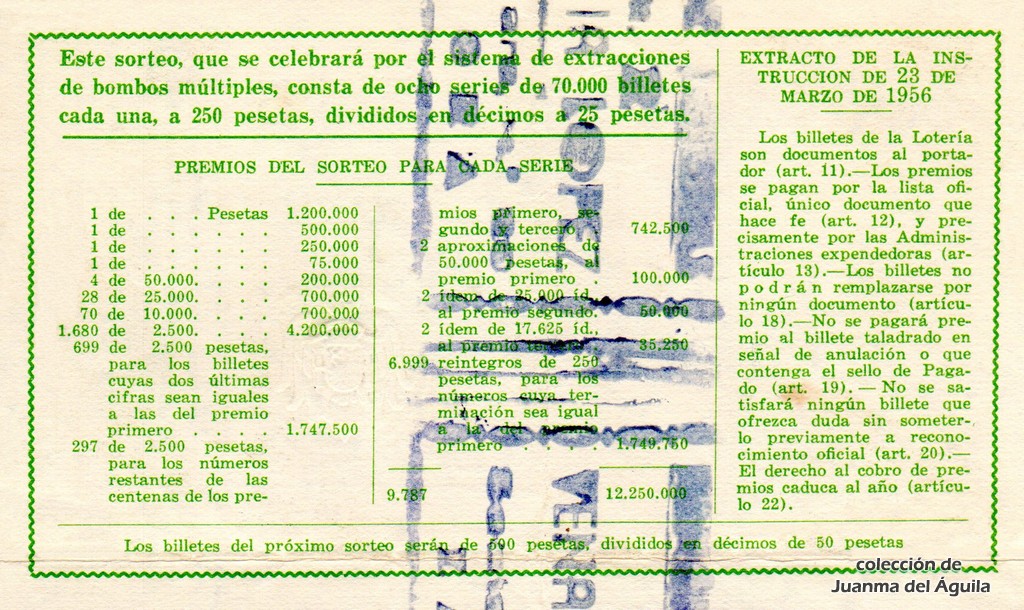 Este sorteo, que se celebrará por el sistema de extracciones
de bombos múltiples, consta de ocho series de 70.000 billetes
cada una, a 250 pesetas, divididos en décimos a 25 pesetas.
PREMIOS DEL SORTEO PARA CADA SERIE
1 de . . . Pesetas 1.200.000
1 de . . . . . . . 500.000
1 de . . . . . . . 250.000
1 de . . . . . . . 75.000
4 de 50.000. . . . . 200.000
28 de 25.000. . . . . 700.000
70 de 10.000. . . . . 700.000
1.680 de 2.500. . . . . 4.200.000
699 de 2.500 pesetas,
para los billetes
cuyas dos últimas
cifras sean iguales
a las del premio
primero . . . . . 1.747.500
297 de 2.500 pesetas,
para los números
restantes de las
centenas de los pre-
mios primero, se-
gundo y tercero. 742.500
2 aproximaciones de
50.000 pesetas, al
premio primero . 100.000
2 ídem de 25.000 íd.,
al premio segundo. 50.000
2 ídem de 17.625 íd.,
al premio tercero. 35.250
6.999 reintegros de 250
pesetas, para los
números cuya ter-
minación sea igual
a la del premio
primero . . . . 1.749.750
9.787 12.250.000
EXTRACTO DE LA INS-
TRUCCION DE 23 DE
MARZO DE 1956
Los billetes de la Lotería
son documentos al porta-
dor (art. 11).—Los premios
se pagan por la lista ofi-
cial, único documento que
hace fe (art. 12), y pre-
cisamente por las Adminis-
traciones expendedoras (ar-
tículo 13).—Los billetes no
podrán remplazarse por
ningún documento (artícu-
lo 18).—No se pagará pre-
mio al billete taladrado en
señal de anulación o que
contenga el sello de Paga-
do (art. 19).—No se sa-
tisfará ningún billete que
ofrezca duda sin someter-
lo previamente a recono-
cimiento oficial (art. 20).—
El derecho al cobro de pre-
mios caduca al año (artícu-
lo 22).
Los billetes del próximo sorteo serán de 500 pesetas, divididos en décimos de 50 pesetas
LOPEZ
colección de
Juanma del Águila